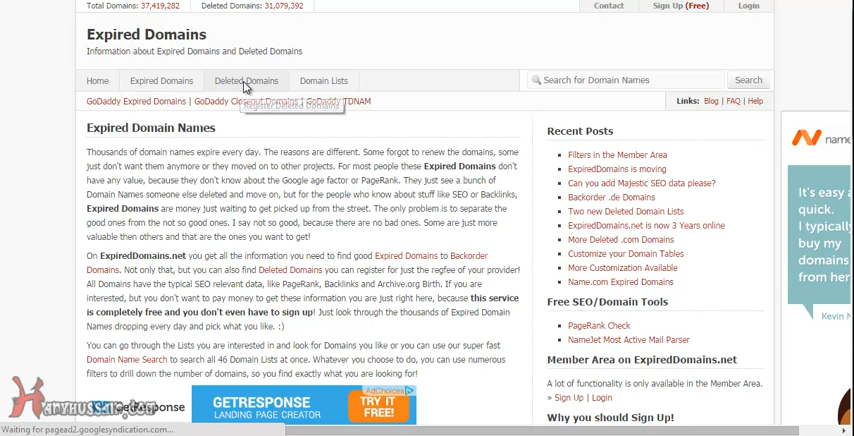 Total Domains: 37,419,282 Deleted Domains: 31,079,392 Contact Sign Up (Free) Login
Expired Domains
Information about Expired Domains and Deleted Domains
Home Expired Domains Deleted Domains Domain Lists Search for Domain Names Search
GoDaddy Expired Domains | GoDaddy Closeout Domains | GoDaddy TDNAM Links: Blog | FAQ | Help
Register Deleted Domains
Expired Domain Names
Thousands of domain names expire every day. The reasons are different. Some forgot to renew the domains, some
just don't want them anymore or they moved on to other projects. For most people these Expired Domains don't
have any value, because they don't know about the Google age factor or PageRank. They just see a bunch of
Domain Names someone else deleted and move on, but for the people who know about stuff like SEO or Backlinks,
Expired Domains are money just waiting to get picked up from the street. The only problem is to separate the
good ones from the not so good ones. I say not so good, because there are no bad ones. Some are just more
valuable then others and that are the ones you want to get!
On ExpiredDomains.net you get all the information you need to find good Expired Domains to Backorder
Domains. Not only that, but you can also find Deleted Domains you can register for just the regfee of your provider!
All Domains have the typical SEO relevant data, like PageRank, Backlinks and Archive.org Birth. If you are
interested, but you don't want to pay money to get these information you are just right here, because this service
is completely free and you don't even have to sign up! Just look through the thousands of Expired Domain
Names dropping every day and pick what you like. :)
You can go through the Lists you are interested in and look for Domains you like or you can use our super fast
Domain Name Search to search all 46 Domain Lists at once. Whatever you choose to do, you can use numerous
filters to drill down the number of domains, so you find exactly what you are looking for!
Recent Posts
Filters in the Member Area
ExpiredDomains is moving
Can you add Majestic SEO data please?
Backorder .de Domains
Two new Deleted Domain Lists
ExpiredDomains.net is now 3 Years online
More Deleted .com Domains
Customize your Domain Tables
More Customization Available
Name.com Expired Domains
Free SEO/Domain Tools
PageRank Check
NameJet Most Active Mail Parser
Member Area on ExpiredDomains.net
A lot of functionality is only available in the Member Area.
» Sign Up | Login
Why you should Sign Up!
It's easy a
quick.
I typically
buy my
domains
from her
Kevin
AdChoices
GetResponse
GETRESPONSE
LANDING PAGE CREATOR
TRY IT
FREE!
Waiting for pagead2.googlesyndication.com...